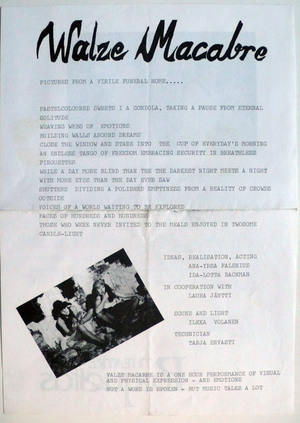 Walze Macabre
PICTURES FROM A VIRILE FUNERAL HOME.....
PASTELCOLOURED SWEETS I A GONDOLA, TAKING A PAUSE FROM ETERNAL
SOLITUDE
WEAVING WEBS OF EMOTIONS
BUILDING WALLS AROUND DREAMS
CLOSE THE WINDOW AND STARE INTO THE CUP OF EVERYDAY'S MORNING
AN ENDLESS TANGO OF FREEDOM EMBRACING SECURITY IN BREATHLESS
PIROUETTES
WHILE A DAY MORE BLIND THAN THE THE DARKEST NIGHT MEETS A NIGHT
WITH MORE EYES THAN THE DAY EVER SAW
SHUTTERS DIVIDING A POLISHED EMPTINESS FROM A REALITY OF CROWDS
OUTSIDE
VOICES OF A WORLD WAITING TO BE EXPLORED
FACES OF HUNDREDS AND HUNDREDS
THOSE WHO WERE NEVER INVITED TO THE MEALS ENJOYED IN TWOSOME
CANDLE-LIGHT
IDEAS, REALISATION, ACTING
ANA-YRSA FALENIUS
IDA-LOTTA BACKMAN
IN COOPERATION WITH
LAURA JÄNTTI
SOUND AND LIGHT
ILKKA VOLANEN
TECHNICIAN
TARJA ERVASTI
VALZE MACABRE IS A ONE HOUR PERFORMANCE OF VISUAL
AND PHYSICAL EXPRESSION - AND EMOTIONS
NOT A WORD IS SPOKEN - BUT MUSIC TALKS A LOT